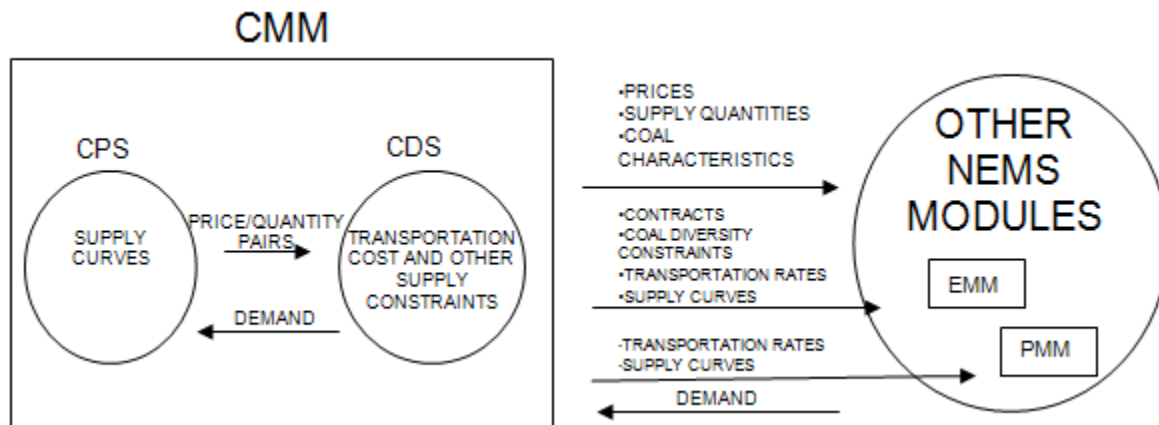 CMM
CPS
SUPPLY
CURVES
PRICE/QUANTITY
PAIRS
DEMAND
CDS
TRANSPORTATION
COST AND OTHER
SUPPLY
CONSTRAINTS
•PRICES
•SUPPLY QUANTITIES
•COAL
CHARACTERISTICS
•CONTRACTS
•COAL DIVERSITY
CONSTRAINTS
•TRANSPORTATION RATES
•SUPPLY CURVES
-TRANSPORTATION RATES
-SUPPLY CURVES
DEMAND
OTHER
NEMS
MODULES
EMM
PMM